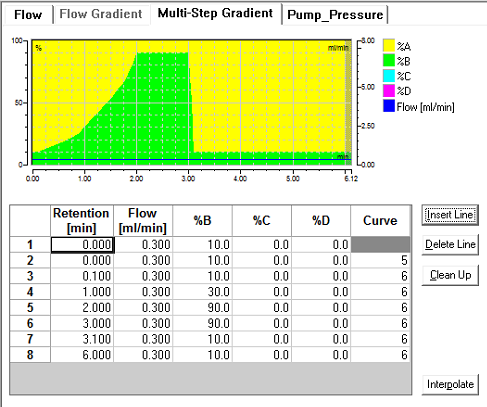 Flow Flow Gradient Multi-Step Gradient Pump_Pressure
100 % ml/min 8.00
%A
%B
%C
%D
Flow [ml/min]
50 5.00
2.50
0 min 0.00
0.00 1.00 2.00 3.00 4.00 5.00 6.12
Retention [min] Flow [ml/min] %B %C %D Curve
1 0.000 0.300 10.0 0.0 0.0
2 0.000 0.300 10.0 0.0 0.0 5
3 0.100 0.300 10.0 0.0 0.0 6
4 1.000 0.300 30.0 0.0 0.0 6
5 2.000 0.300 90.0 0.0 0.0 6
6 3.000 0.300 90.0 0.0 0.0 6
7 3.100 0.300 10.0 0.0 0.0 6
8 6.000 0.300 10.0 0.0 0.0 6
Insert Line
Delete Line
Clean Up
Interpolate